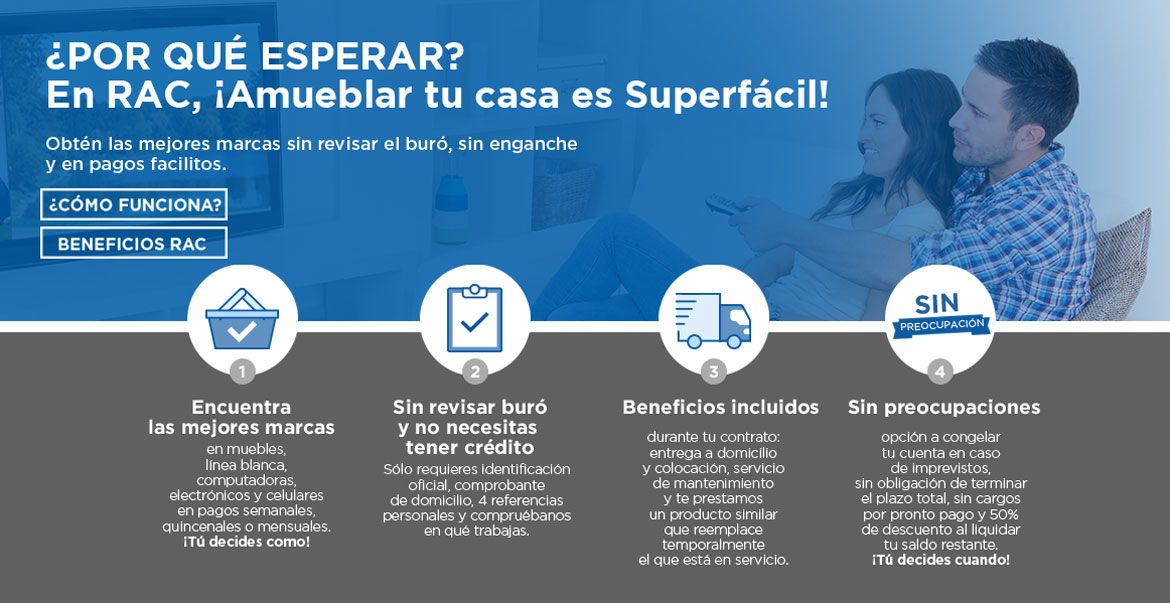 ¿POR QUÉ ESPERAR?
En RAC, ¡Amueblar tu casa es Superfácil!
Obtén las mejores marcas sin revisar el buró, sin enganche
y en pagos facilitos.
¿CÓMO FUNCIONA?
BENEFICIOS RAC
1
Encuentra
las mejores marcas
en muebles,
línea blanca,
computadoras,
electrónicos y celulares
en pagos semanales,
quincenales o mensuales.
¡Tú decides como!
2
Sin revisar buró
y no necesitas
tener crédito
Sólo requieres identificación
oficial, comprobante
de domicilio, 4 referencias
personales y compruébanos
en qué trabajas.
3
Beneficios incluidos
durante tu contrato:
entrega a domicilio
y colocación, servicio
de mantenimiento
y te prestamos
un producto similar
que reemplace
temporalmente
el que está en servicio.
SIN
PREOCUPACIÓN
4
Sin preocupaciones
opción a congelar
tu cuenta en caso
de imprevistos,
sin obligación de terminar
el plazo total, sin cargos
por pronto pago y 50%
de descuento al liquidar
tu saldo restante.
¡Tú decides cuando!